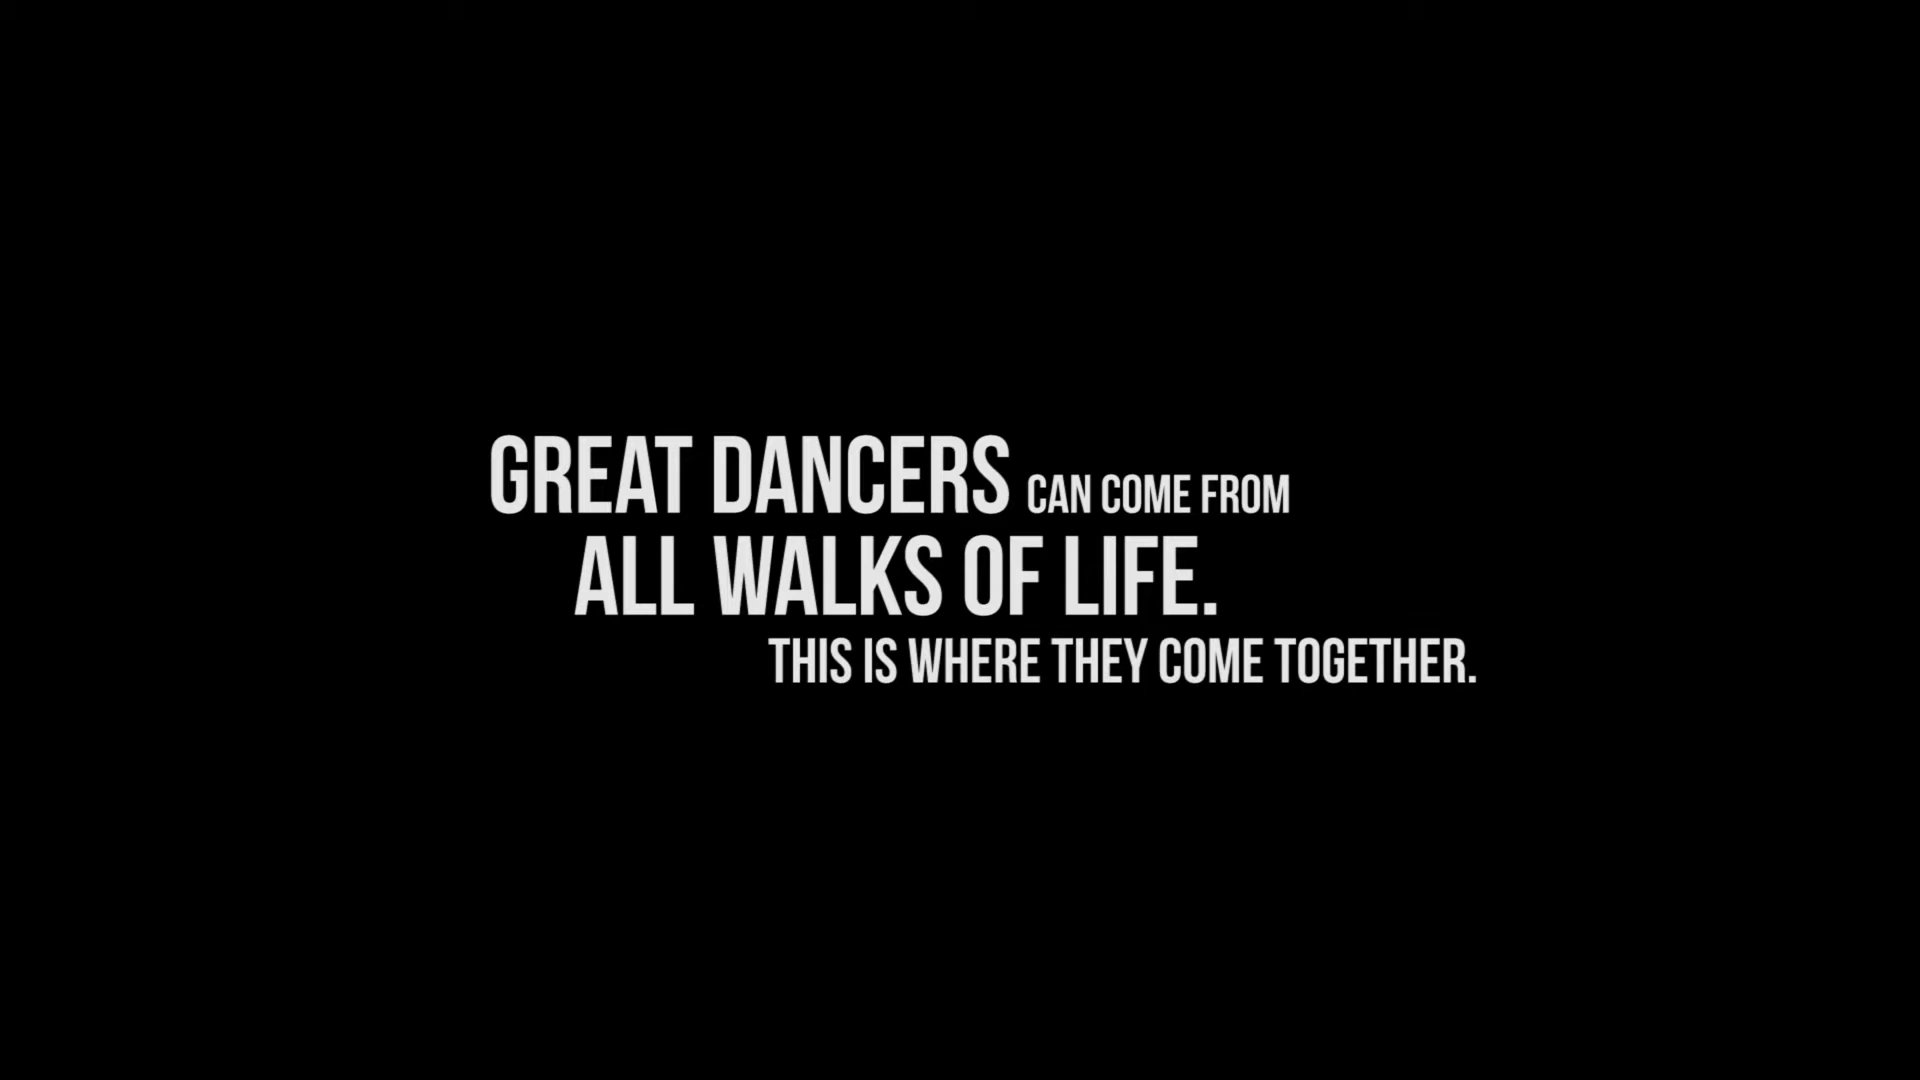 GREAT DANCERS CAN COME FROM
ALL WALKS OF LIFE.
THIS IS WHERE THEY COME TOGETHER.